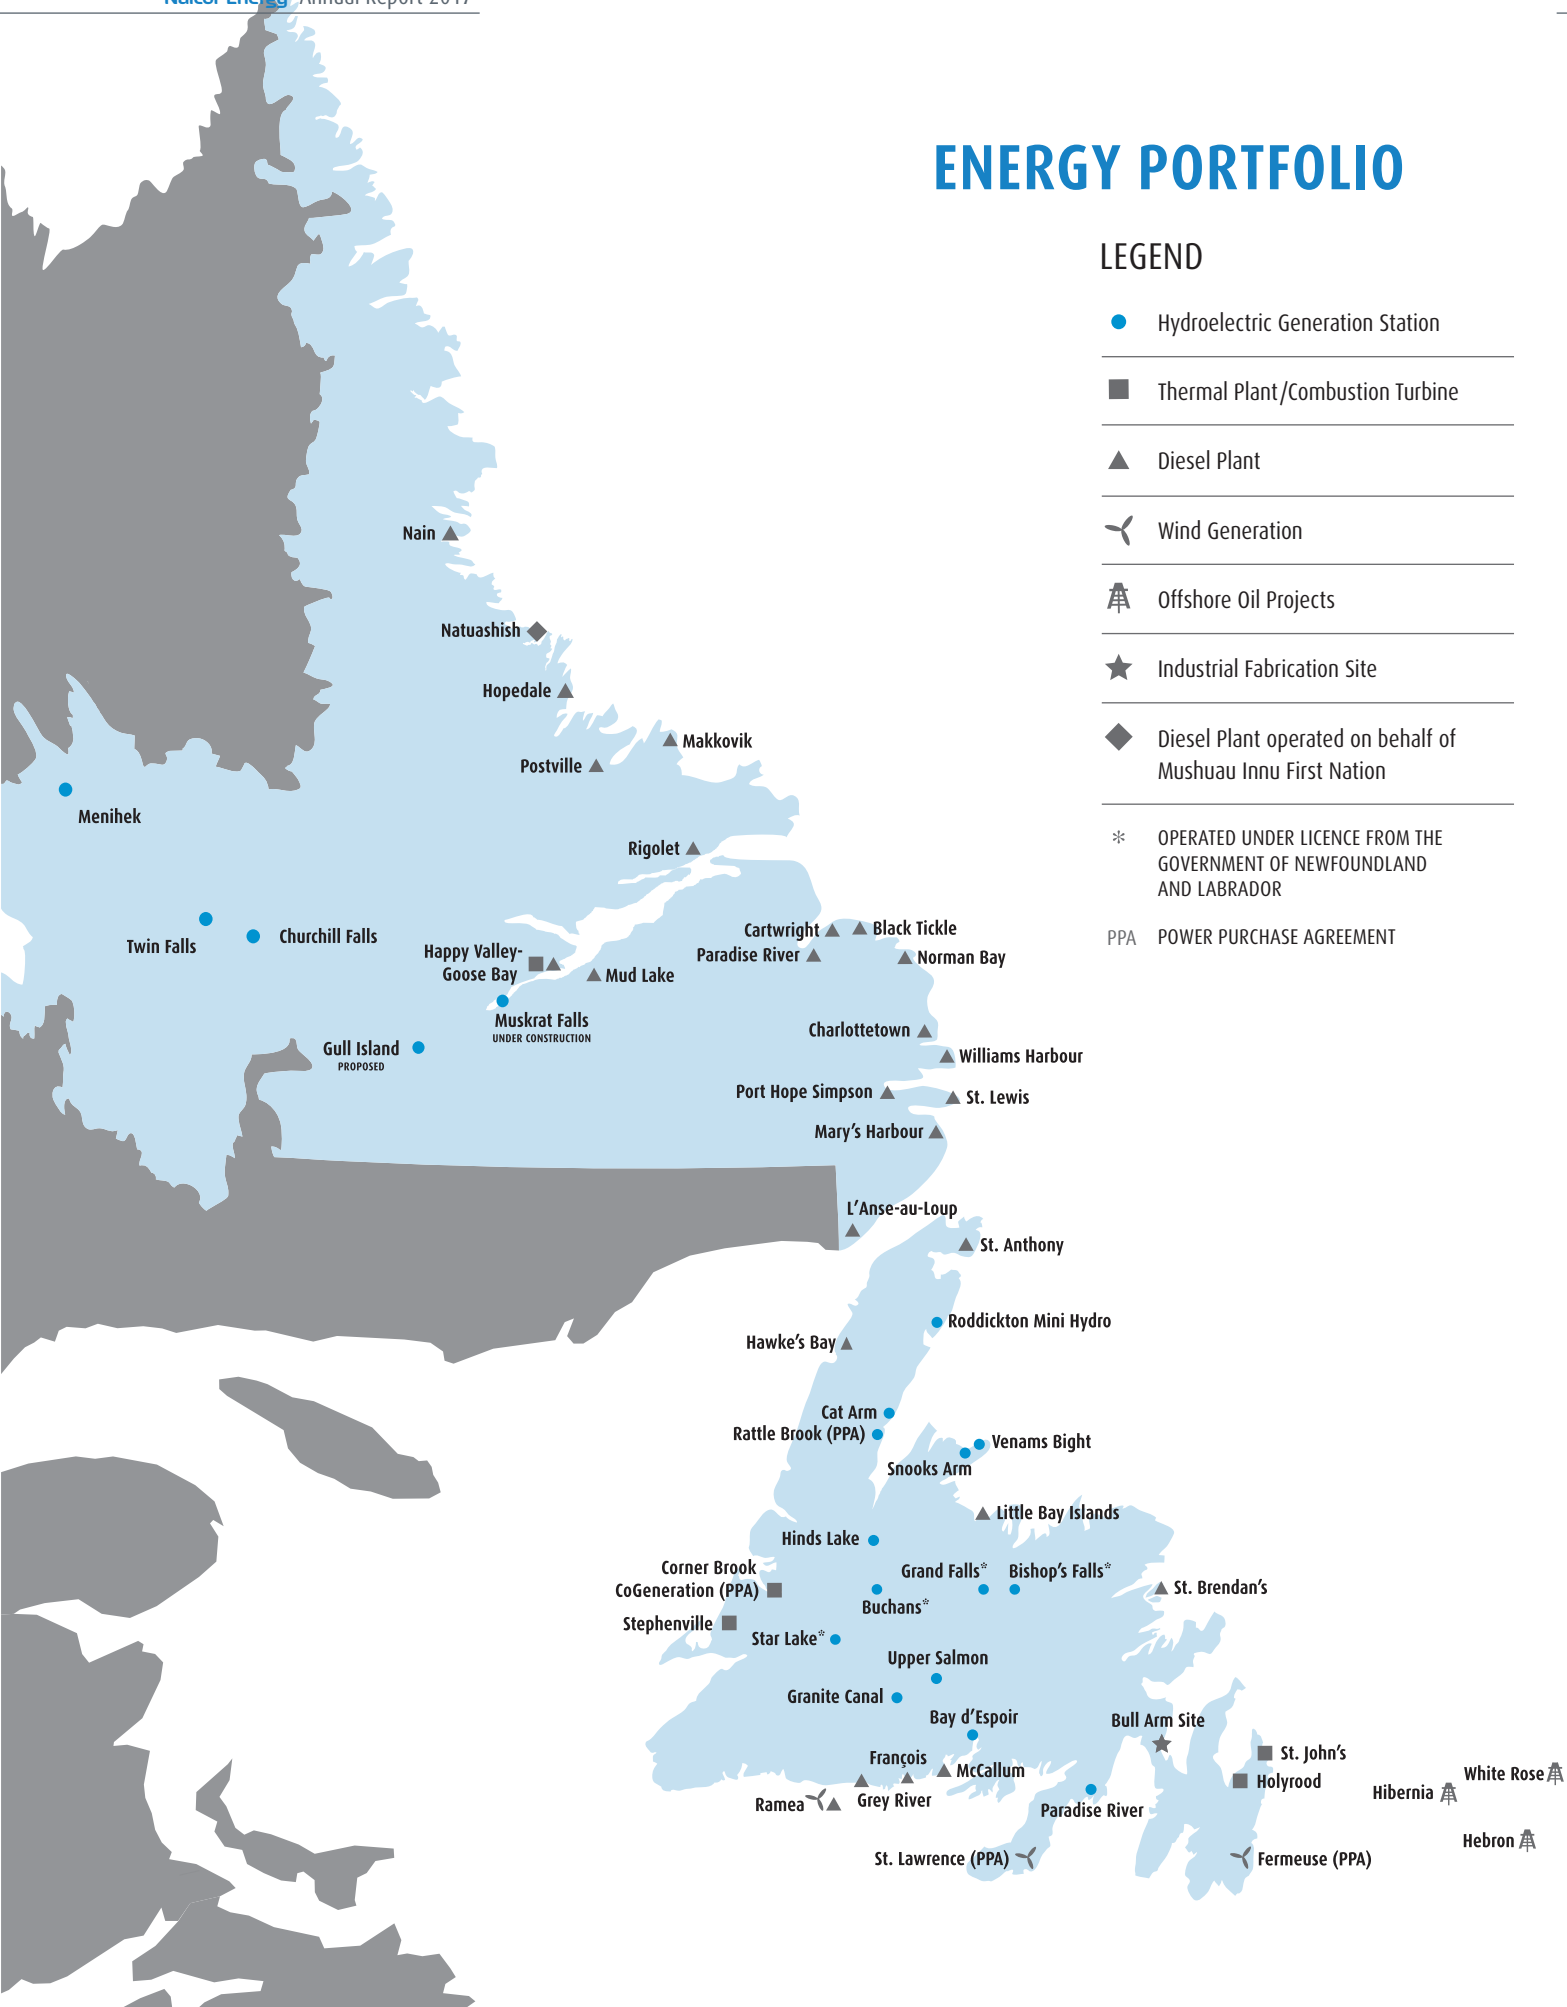 Nalcor Energy Annual Report 2017
ENERGY PORTFOLIO
LEGEND
Hydroelectric Generation Station
Thermal Plant/Combustion Turbine
Diesel Plant
Wind Generation
Offshore Oil Projects
Industrial Fabrication Site
Diesel Plant operated on behalf of
Mushuau Innu First Nation
* OPERATED UNDER LICENCE FROM THE
GOVERNMENT OF NEWFOUNDLAND
AND LABRADOR
PPA POWER PURCHASE AGREEMENT
Nain
Natuashish
Hopedale
Makkovik
Postville
Menihek
Rigolet
Twin Falls
Churchill Falls
Cartwright
Black Tickle
Happy Valley-
Goose Bay
Paradise River
Norman Bay
Mud Lake
Muskrat Falls
UNDER CONSTRUCTION
Charlottetown
Gull Island
PROPOSED
Williams Harbour
Port Hope Simpson
St. Lewis
Mary's Harbour
L'Anse-au-Loup
St. Anthony
Roddickton Mini Hydro
Hawke's Bay
Cat Arm
Rattle Brook (PPA)
Venams Bight
Snooks Arm
Little Bay Islands
Hinds Lake
Corner Brook
CoGeneration (PPA)
Grand Falls*
Bishop's Falls*
St. Brendan's
Buchans*
Stephenville
Star Lake*
Upper Salmon
Granite Canal
Bay d'Espoir
Bull Arm Site
St. John's
François
McCallum
White Rose
Holyrood
Hibernia
Ramea
Grey River
Paradise River
Hebron
St. Lawrence (PPA)
Fermeuse (PPA)